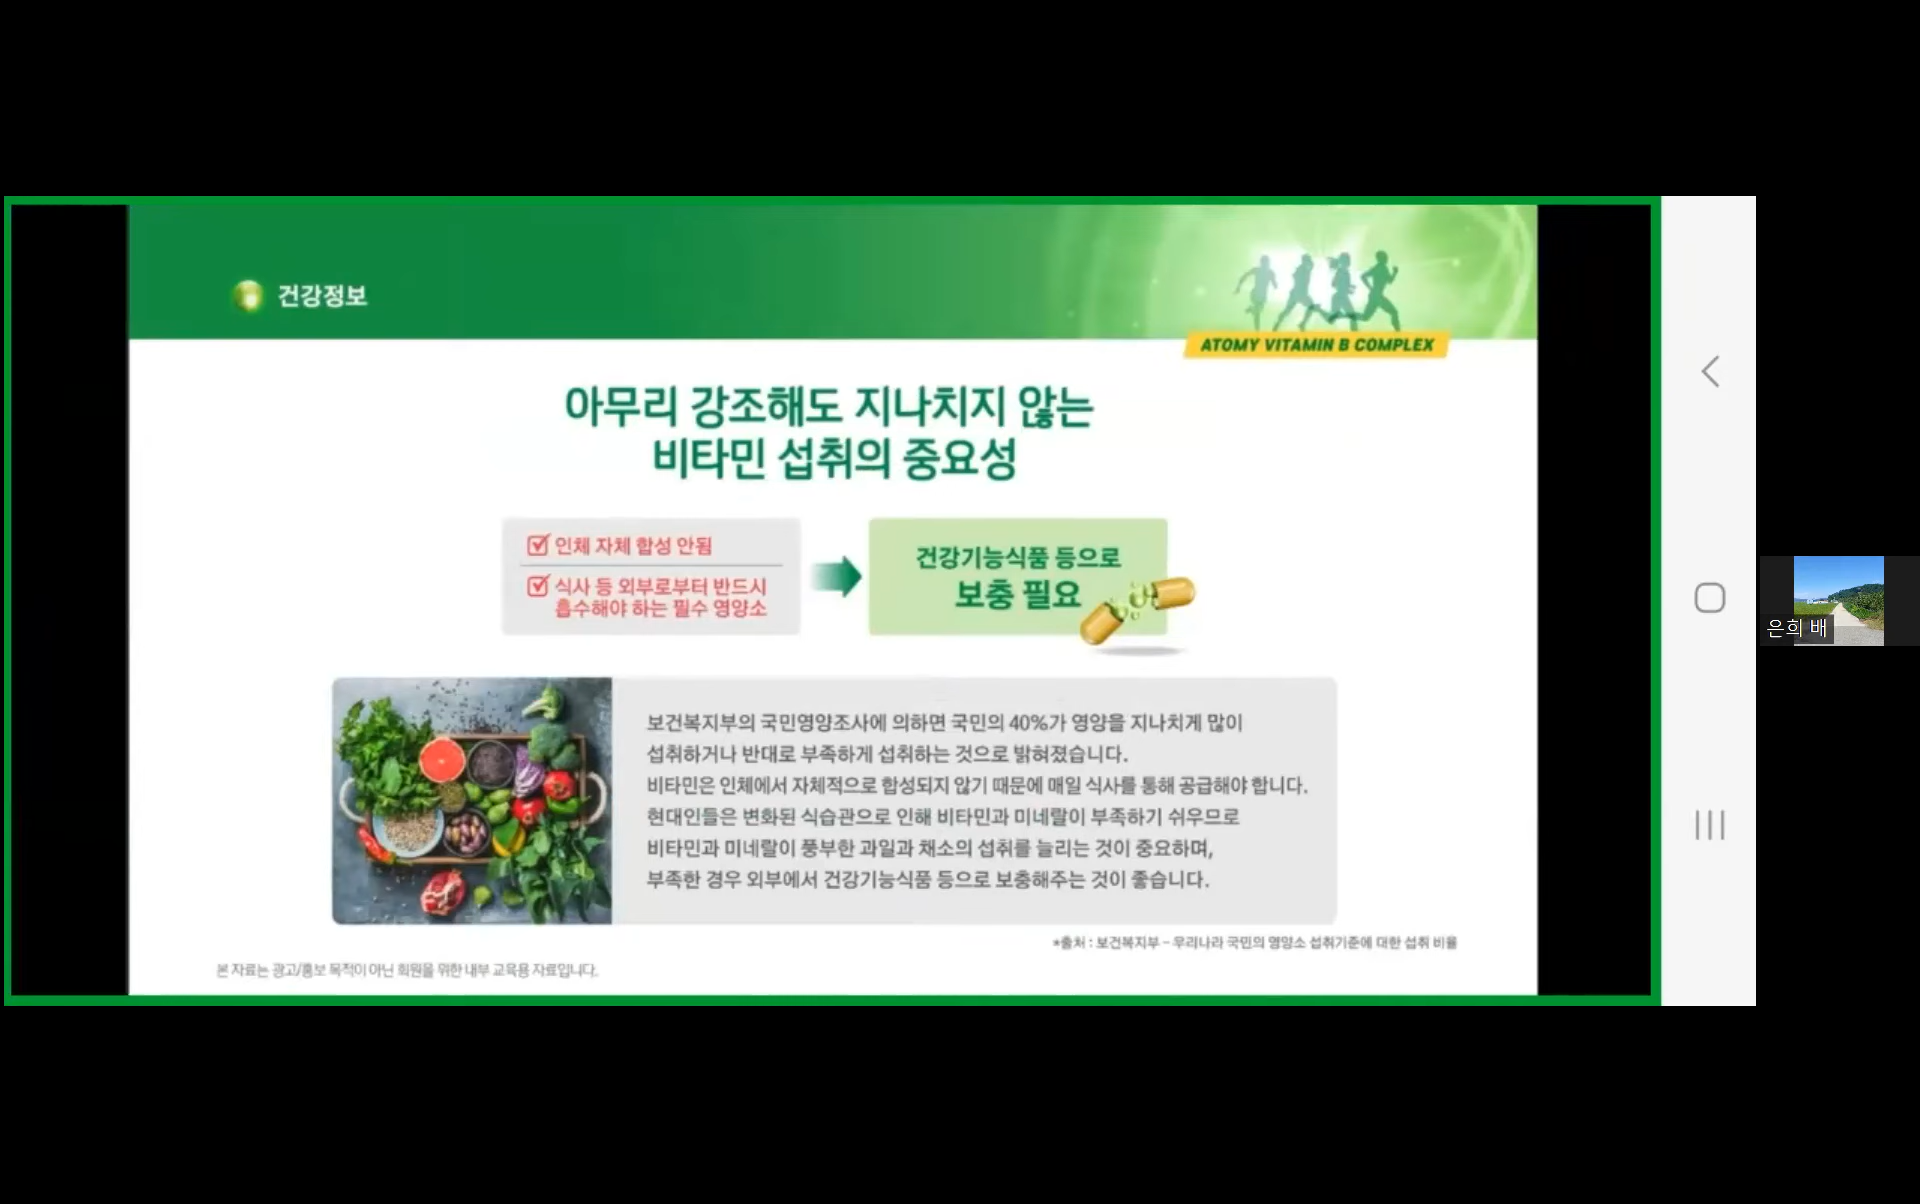 건강정보
ATOMY VITAMIN B COMPLEX
아무리 강조해도 지나치지 않는
비타민 섭취의 중요성
인체 자체 합성 안됨
식사 등 외부로부터 반드시
흡수해야 하는 필수 영양소
건강기능식품 등으로
보충 필요
은희 배
보건복지부의 국민영양조사에 의하면 국민의 40%가 영양을 지나치게 많이
섭취하거나 반대로 부족하게 섭취하는 것으로 밝혀졌습니다.
비타민은 인체에서 자체적으로 합성되지 않기 때문에 매일 식사를 통해 공급해야 합니다.
현대인들은 변화된 식습관으로 인해 비타민과 미네랄이 부족하기 쉬우므로
비타민과 미네랄이 풍부한 과일과 채소의 섭취를 늘리는 것이 중요하며,
부족한 경우 외부에서 건강기능식품 등으로 보충해주는 것이 좋습니다.
*출처 : 보건복지부 - 우리나라 국민의 영양소 섭취기준에 대한 섭취 비율
본 자료는 광고/홍보 목적이 아닌 회원을 위한 내부 교육용 자료입니다.